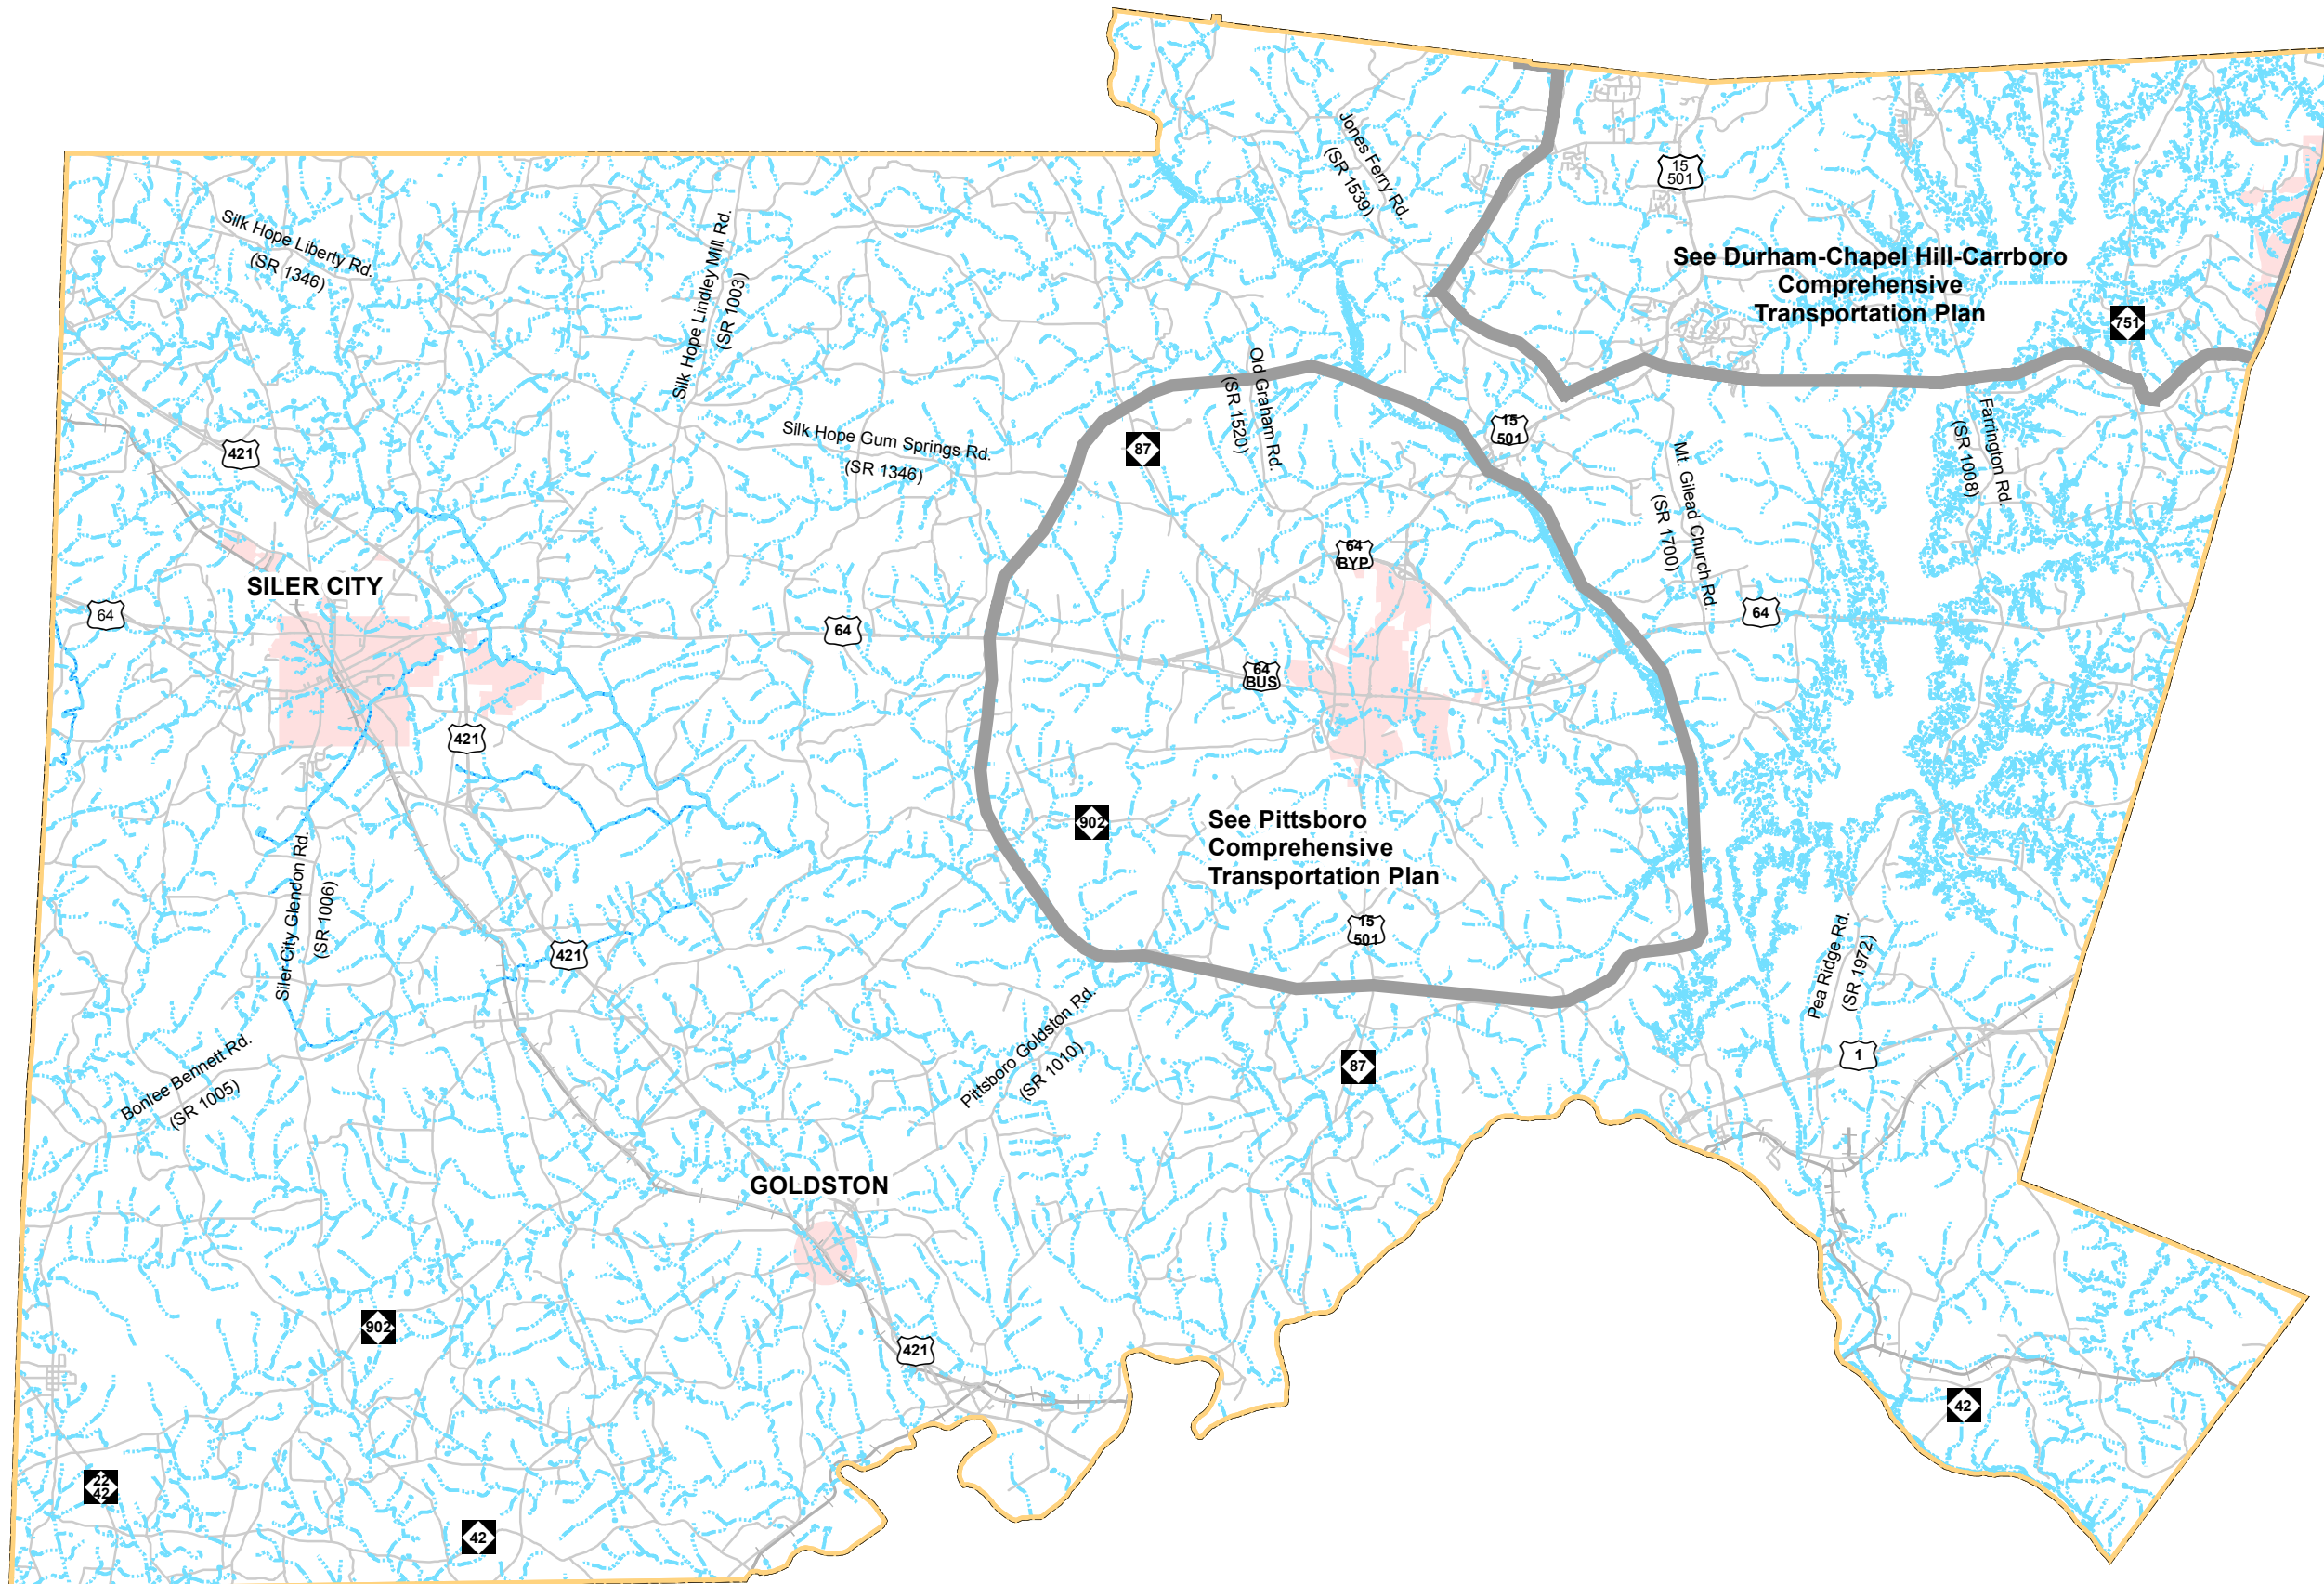 Jones Ferry Rd.
(SR 1539)
15
501
Silk Hope Liberty Rd.
(SR 1346)
Silk Hope Lindley Mill Rd.
(SR 1003)
See Durham-Chapel Hill-Carrboro
Comprehensive
Transportation Plan
751
Old Graham Rd.
(SR 1520)
421
Silk Hope Gum Springs Rd.
(SR 1346)
87
15
501
Mt. Gilead Church Rd.
(SR 1700)
Farrington Rd.
(SR 1008)
64
BYP
SILER CITY
64
64
64
BUS
64
421
902
See Pittsboro
Comprehensive
Transportation Plan
Siler City Glendon Rd.
(SR 1006)
421
15
501
Pea Ridge Rd.
(SR 1972)
Bonlee Bennett Rd.
(SR 1005)
Pittsboro Goldston Rd.
(SR 1010)
87
1
GOLDSTON
902
421
42
22
42
42